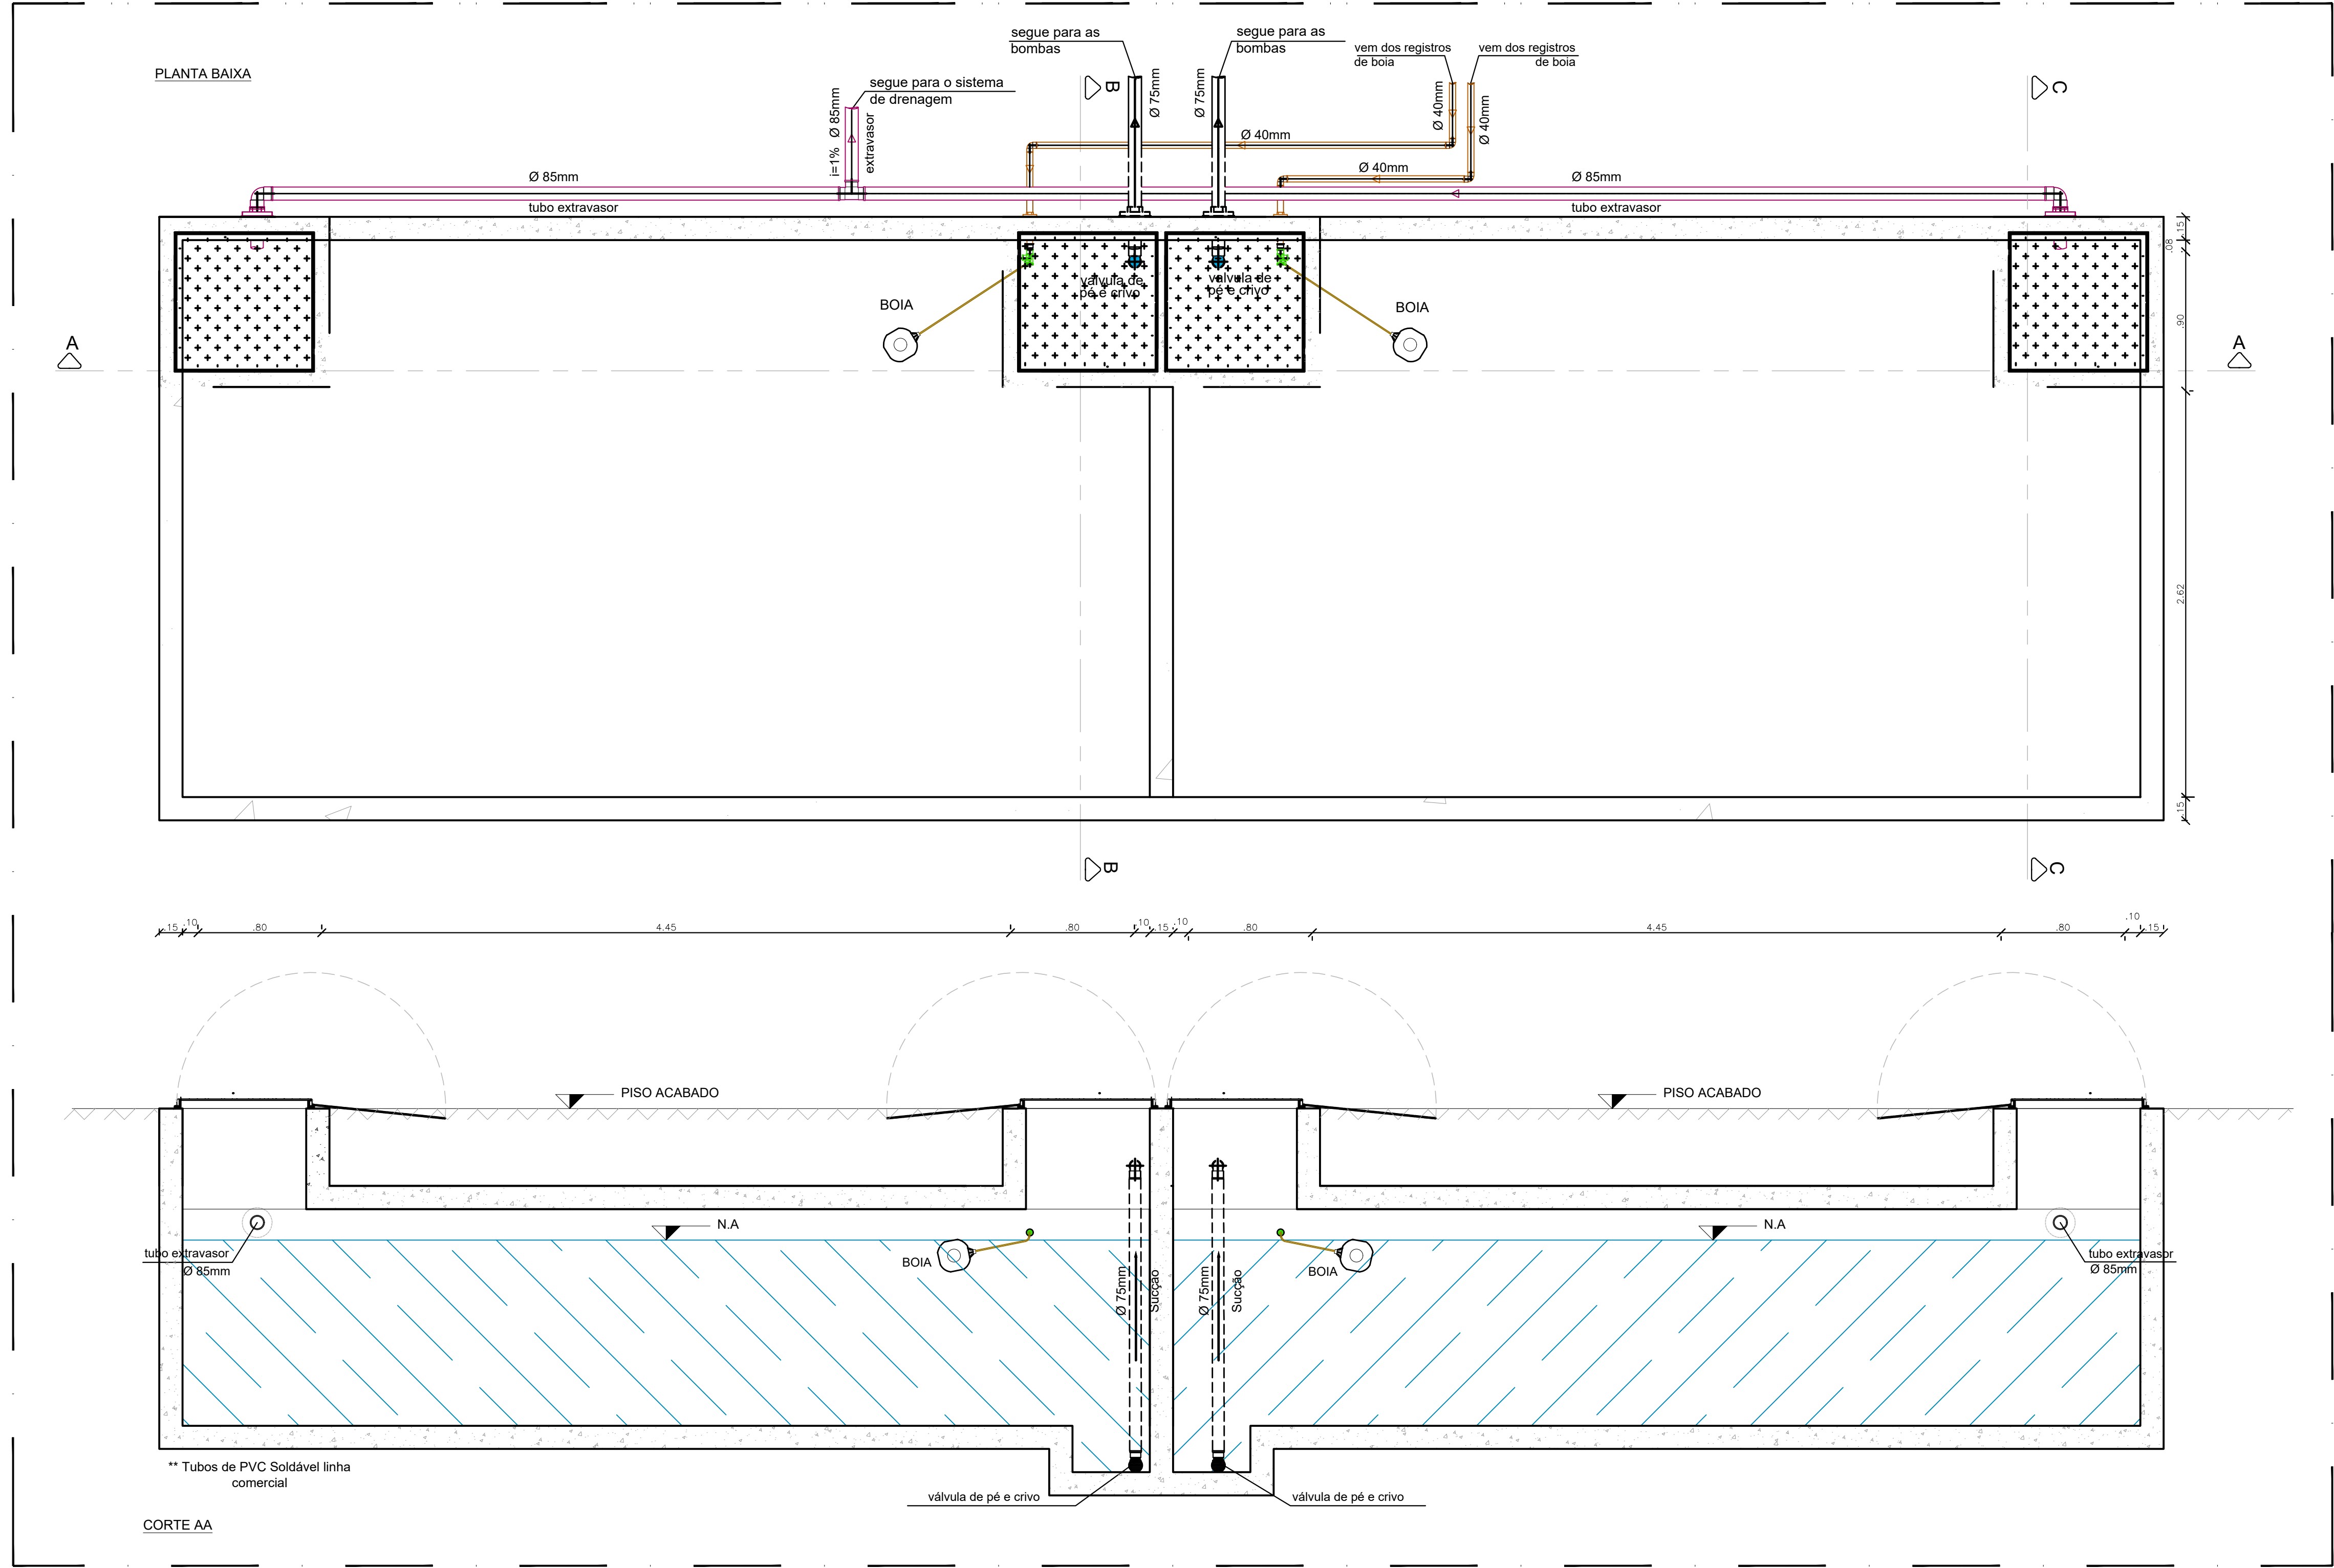 segue para as
bombas
segue para as
bombas
vem dos registros
de boia
vem dos registros
de boia
PLANTA BAIXA
segue para o sistema
de drenagem
B
C
Ø 75mm
Ø 75mm
Ø 40mm
Ø 40mm
i=1% Ø 85mm
extravasor
Ø 40mm
Ø 40mm
Ø 85mm
tubo extravasor
Ø 85mm
tubo extravasor
.15
.08
.90
2.62
.15
válvula de
pé e crivo
válvula de
pé e crivo
BOIA
BOIA
A
A
B
C
.15
.10
.80
4.45
.80
.10
.15
.10
.80
4.45
.80
.10
.15
PISO ACABADO
PISO ACABADO
N.A
N.A
tubo extravasor
Ø 85mm
BOIA
Ø 75mm
Sucção
Ø 75mm
Sucção
BOIA
tubo extravasor
Ø 85mm
** Tubos de PVC Soldável linha
comercial
válvula de pé e crivo
válvula de pé e crivo
CORTE AA